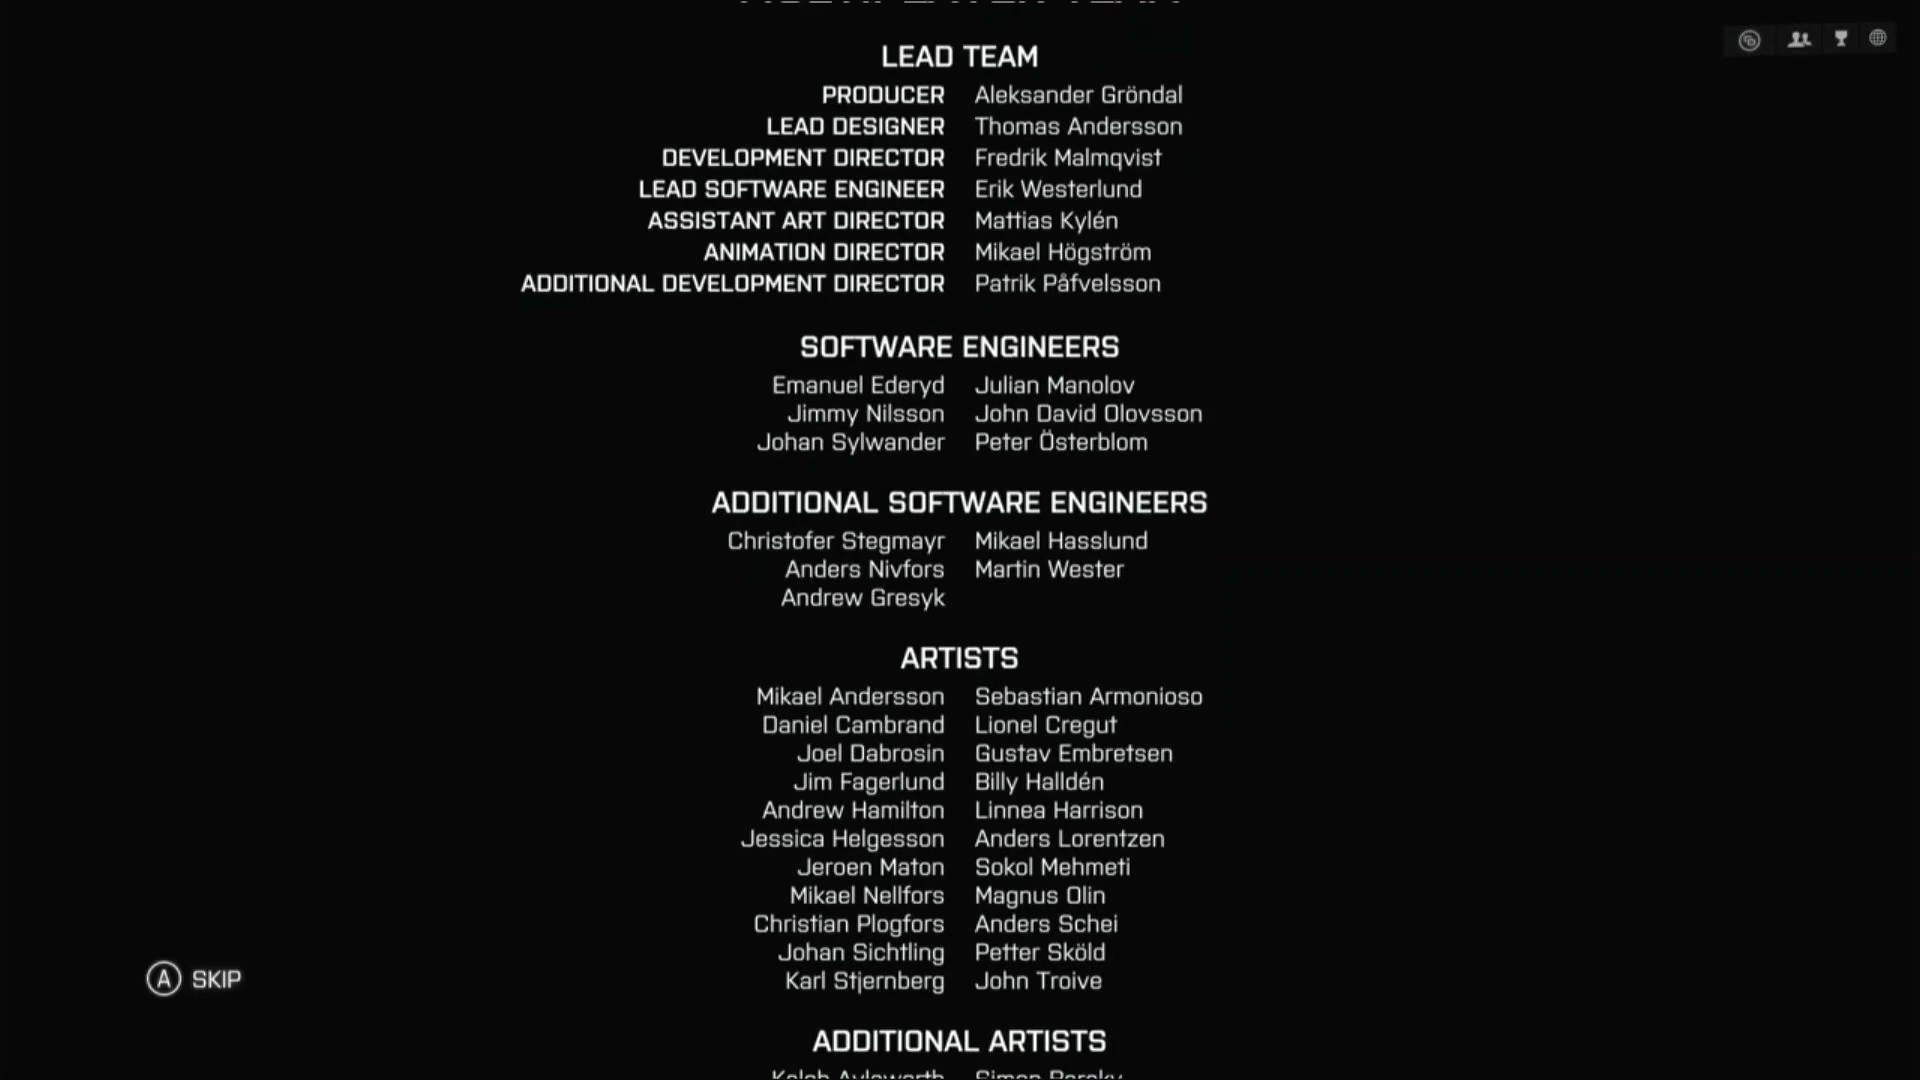 LEAD TEAM
PRODUCER Aleksander Gröndal
LEAD DESIGNER Thomas Andersson
DEVELOPMENT DIRECTOR Fredrik Malmqvist
LEAD SOFTWARE ENGINEER Erik Westerlund
ASSISTANT ART DIRECTOR Mattias Kylén
ANIMATION DIRECTOR Mikael Högström
ADDITIONAL DEVELOPMENT DIRECTOR Patrik Påfvelsson
SOFTWARE ENGINEERS
Emanuel Ederyd Julian Manolov
Jimmy Nilsson John David Olovsson
Johan Sylwander Peter Österblom
ADDITIONAL SOFTWARE ENGINEERS
Christofer Stegmayr Mikael Hasslund
Anders Nivfors Martin Wester
Andrew Gresyk
ARTISTS
Mikael Andersson Sebastian Armonioso
Daniel Cambrand Lionel Cregut
Joel Dabrosin Gustav Embretsen
Jim Fagerlund Billy Halldén
Andrew Hamilton Linnea Harrison
Jessica Helgesson Anders Lorentzen
Jeroen Maton Sokol Mehmeti
Mikael Nellfors Magnus Olin
Christian Plogfors Anders Schei
Johan Sichtling Petter Sköld
Karl Stjernberg John Troive
A SKIP
ADDITIONAL ARTISTS